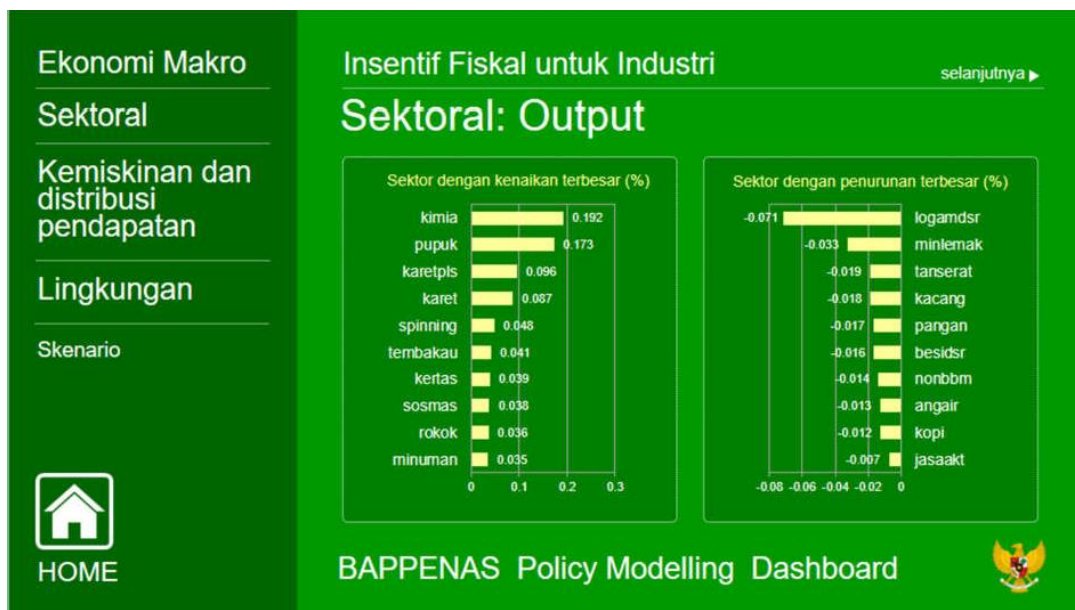 Ekonomi Makro
Sektoral
Kemiskinan dan
distribusi
pendapatan
Lingkungan
Skenario
HOME
Insentif Fiskal untuk Industri
selanjutnya
Sektoral: Output
Sektor dengan kenaikan terbesar (%)
kimia 0.192
pupuk 0.173
karetpls 0.096
karet 0.087
spinning 0.048
tembakau 0.041
kertas 0.039
sosmas 0.038
rokok 0.036
minuman 0.035
0 0.1 0.2 0.3
Sektor dengan penurunan terbesar (%)
-0.071 logamdsr
-0.033 minlemak
-0.019 tanserat
-0.018 kacang
-0.017 pangan
-0.016 besidsr
-0.014 nonbbm
-0.013 angair
-0.012 kopi
-0.007 jasaakt
-0.08 -0.06 -0.04 -0.02 0
BAPPENAS Policy Modelling Dashboard